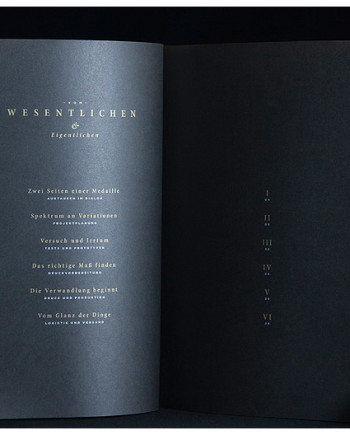 VOM
WESENTLICHEN
&
Eigentlichen
Zwei Seiten einer Medaille
AUSTAUSCH IM DIALOG
Spektrum an Variationen
PROJEKTPLANUNG
Versuch und Irrtum
TESTS UND PROTOTYPEN
Das richtige Maß finden
DRUCKVORBEREITUNG
Die Verwandlung beginnt
DRUCK UND PRODUKTION
Vom Glanz der Dinge
LOGISTIK UND VERSAND
I
II
III
IV
V
VI